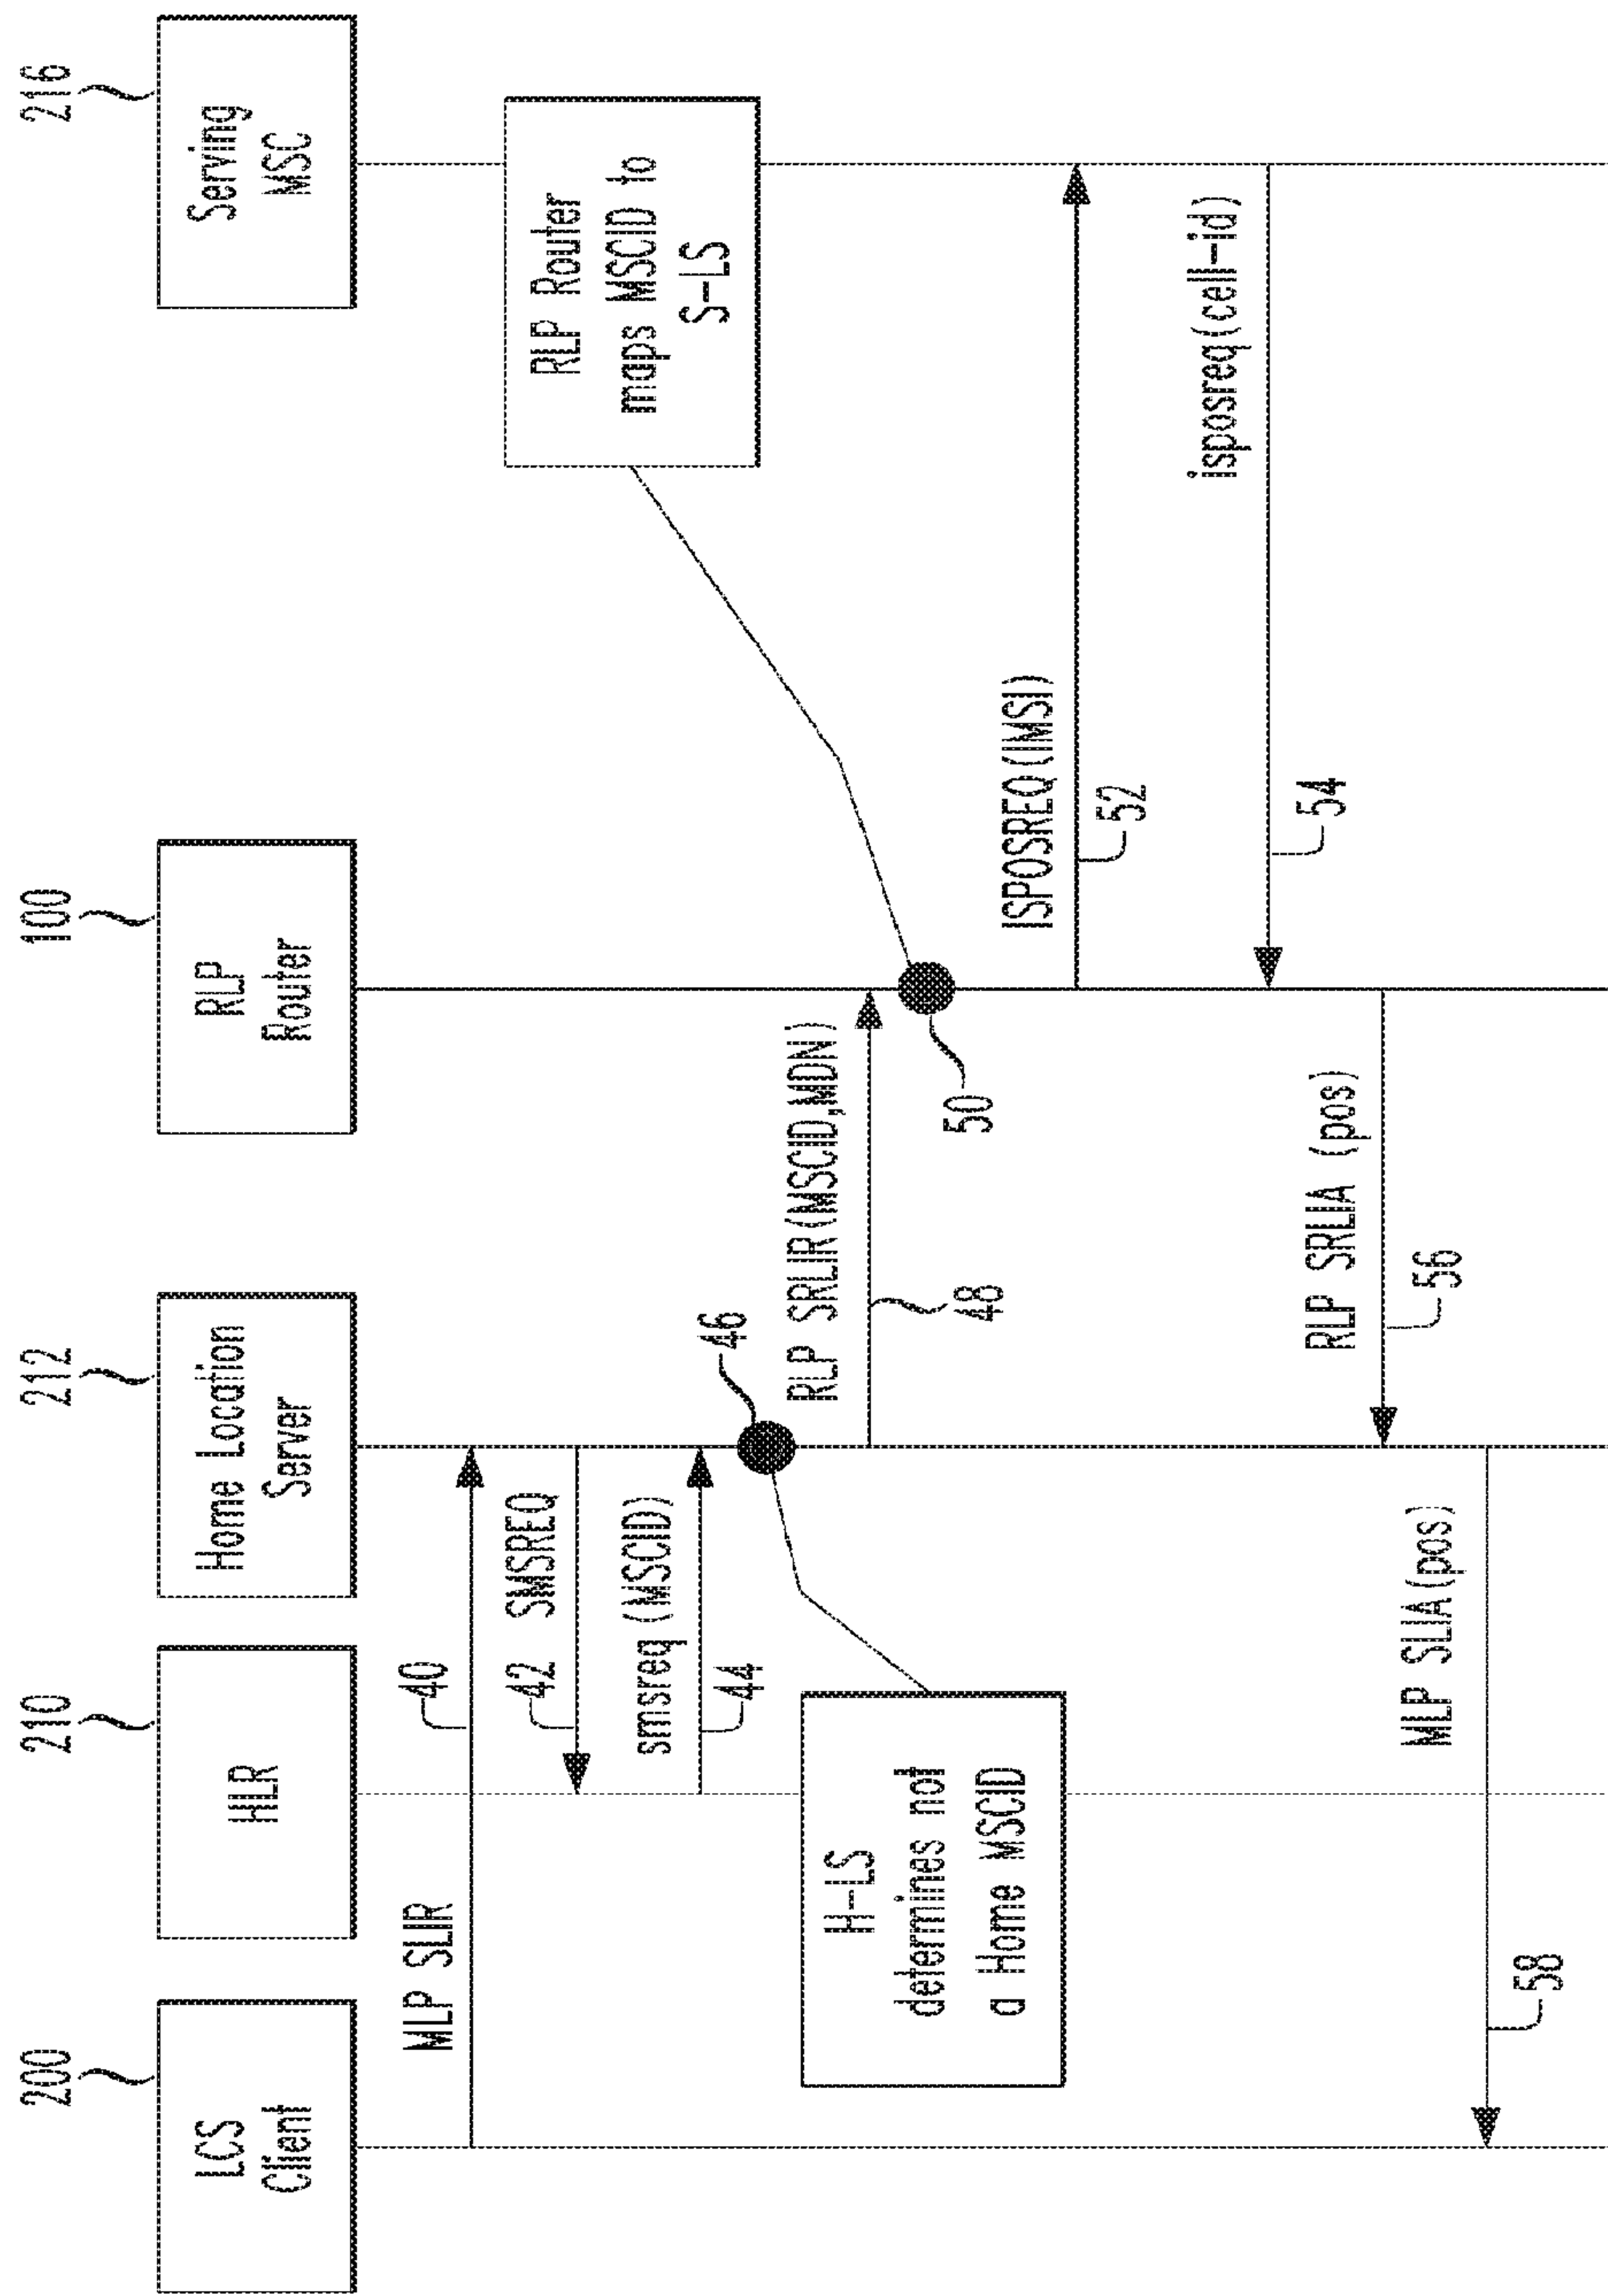 200
210
212
100
216
LCS
Client
HLR
Home Location
Server
RLP
Router
Serving
MSC
MLP SLIR
40
42
SMSREQ
smsreq (MSCID)
44
46
H-LS
determines not
a Home MSCID
RLP SRLIR(MSCID,MDN)
48
50
RLP Router
maps MSCID to
S-LS
ISPOSREQ(IMSI)
52
isposreq(cell-id)
54
RLP SRLIA (pos)
56
MLP SLIA(pos)
58